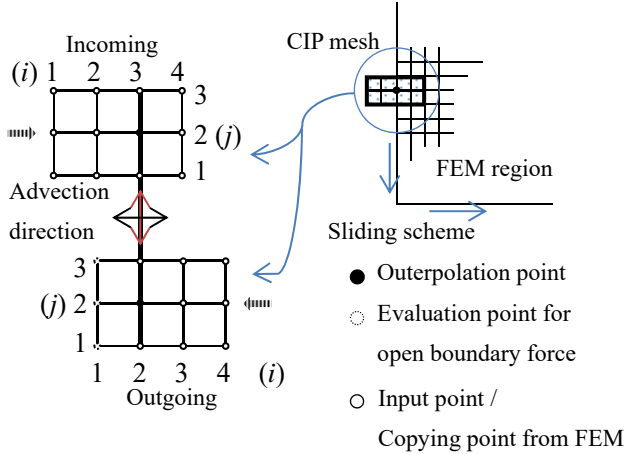 Incoming
(i) 1 2 3 4
3
2 (j)
1
Advection
direction
3
(j) 2
1
1 2 3 4 (i)
Outgoing
CIP mesh
FEM region
Sliding scheme
Outerpolation point
Evaluation point for
open boundary force
Input point /
Copying point from FEM